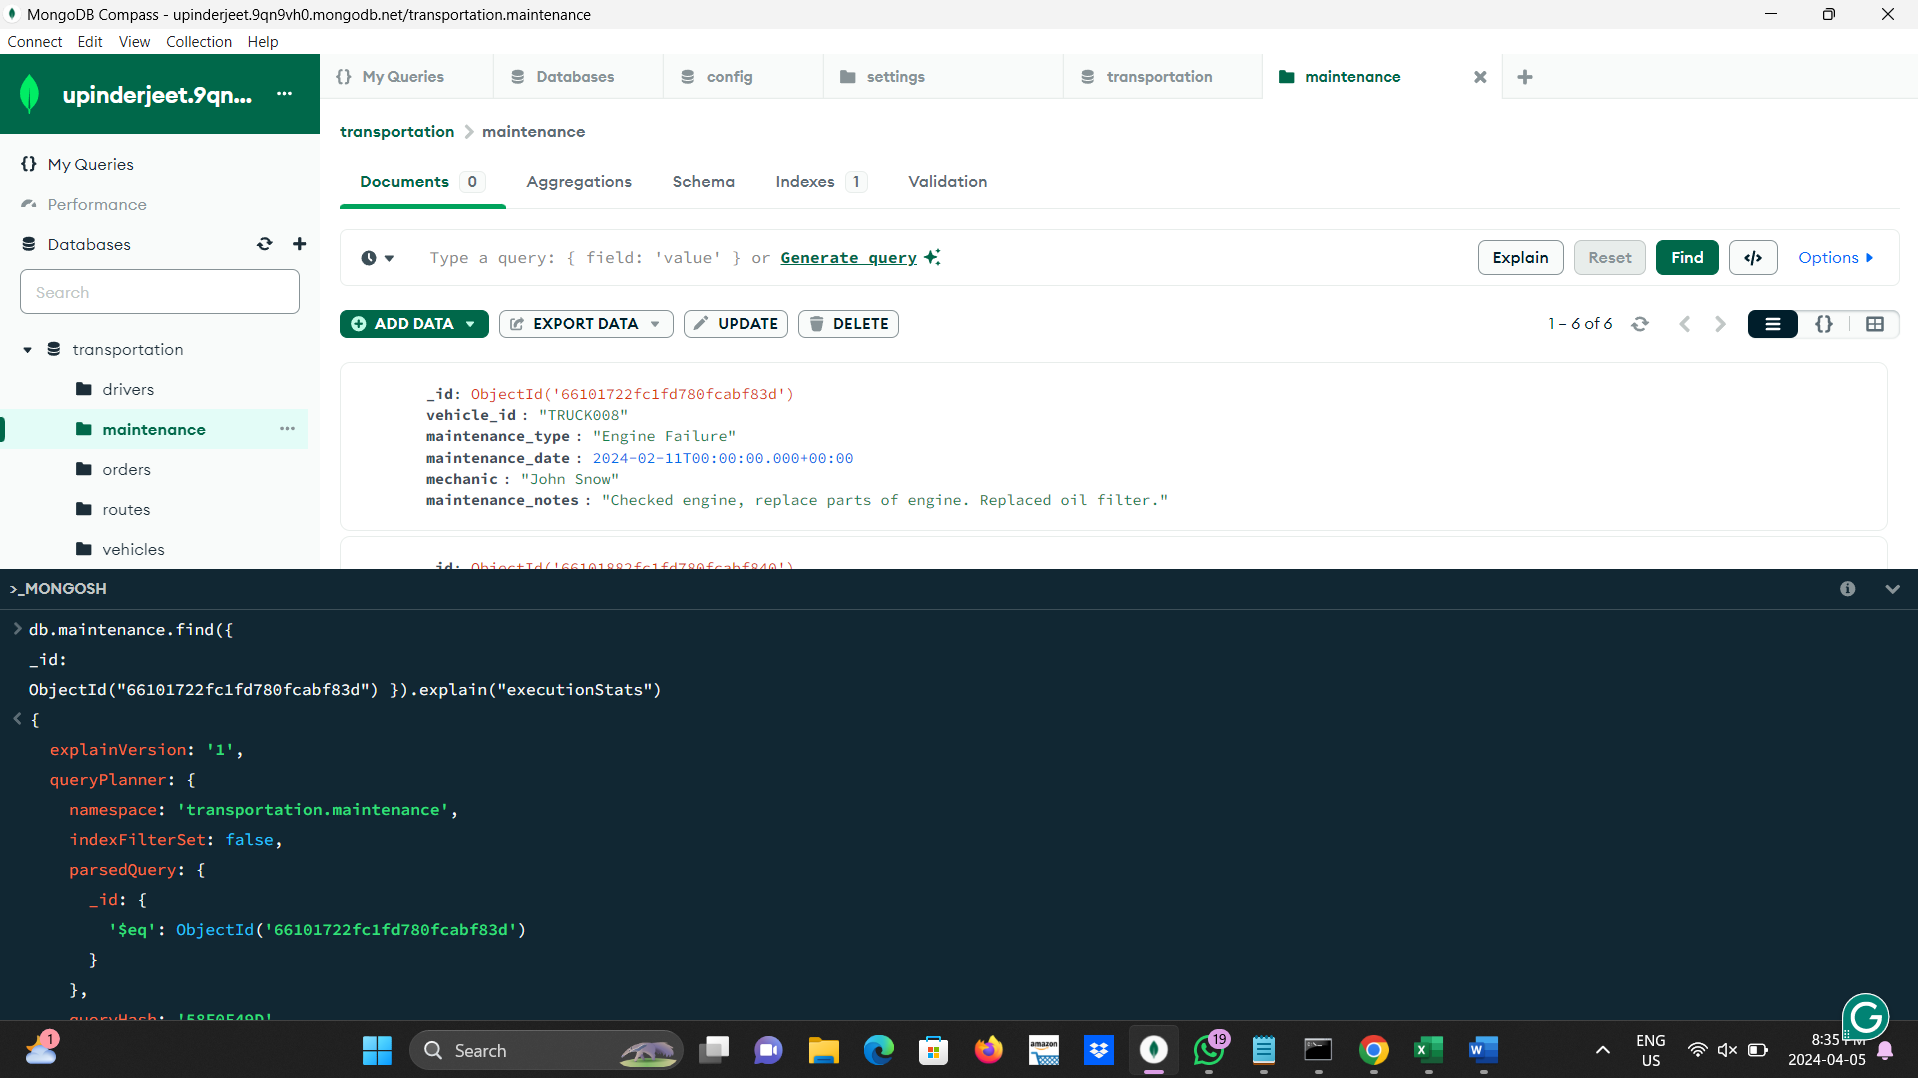 MongoDB Compass - upinderjeet.9qn9vh0.mongodb.net/transportation.maintenance
Connect Edit View Collection Help
upinderjeet.9qn... ...
{} My Queries
Databases
config
settings
transportation
maintenance
transportation > maintenance
My Queries
Performance
Databases
Search
transportation
drivers
maintenance ...
orders
routes
vehicles
Documents 0 Aggregations Schema Indexes 1 Validation
Type a query: { field: 'value' } or Generate query
Explain Reset Find </> Options
ADD DATA EXPORT DATA UPDATE DELETE
1 – 6 of 6
{}
_id: ObjectId('66101722fc1fd780fcabf83d')
vehicle_id : "TRUCK008"
maintenance_type : "Engine Failure"
maintenance_date : 2024-02-11T00:00:00.000+00:00
mechanic : "John Snow"
maintenance_notes : "Checked engine, replace parts of engine. Replaced oil filter."
_id: ObjectId('66101882fc1fd780fcabf840')
>_MONGOSH
> db.maintenance.find({
_id:
ObjectId("66101722fc1fd780fcabf83d") }).explain("executionStats")
< {
explainVersion: '1',
queryPlanner: {
namespace: 'transportation.maintenance',
indexFilterSet: false,
parsedQuery: {
_id: {
'$eq': ObjectId('66101722fc1fd780fcabf83d')
}
},
queryHash: '58E0F49D'
1
Search
amazon
19
ENG
US
8:35
2024-04-05